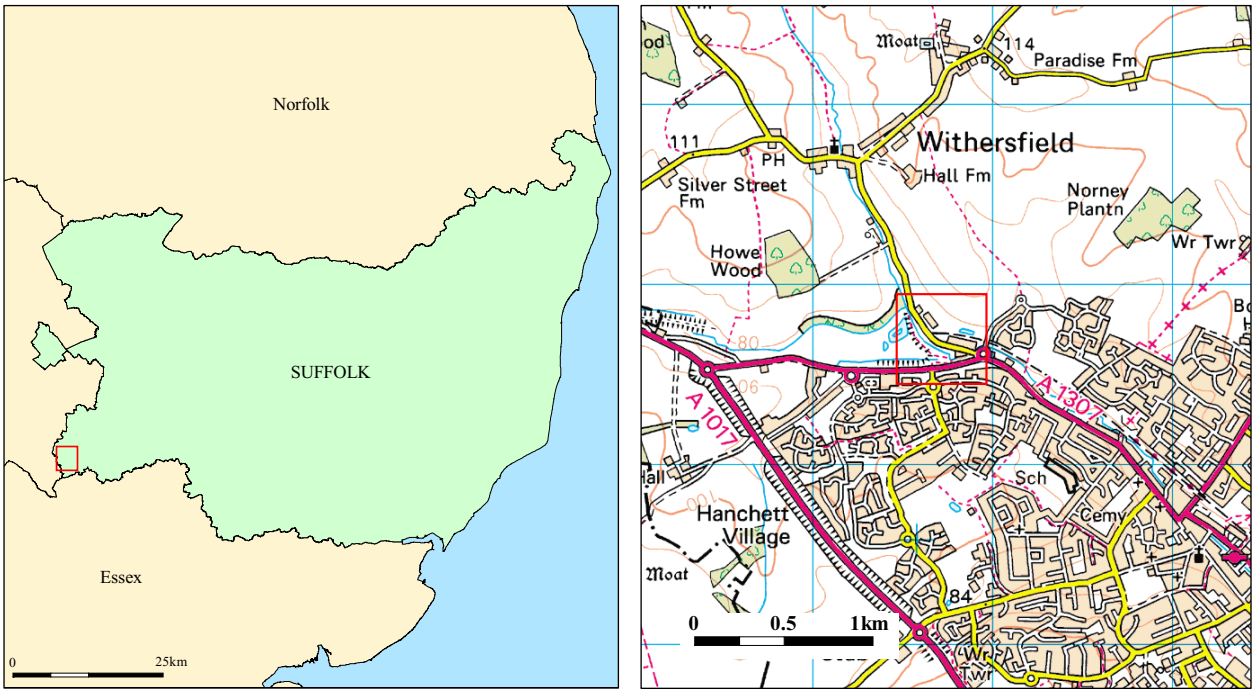 Norfolk
SUFFOLK
Essex
0 25km
Moat
114
Paradise Fm
111
PH
Withersfield
Hall Fm
Silver Street
Fm
Norney
Plantn
Wr Twr
Howe
Wood
80
90
A 1017
A 1307
Sch
Cemy
100
Hanchett
Village
Moat
84
0 0.5 1km
Wr
Twr